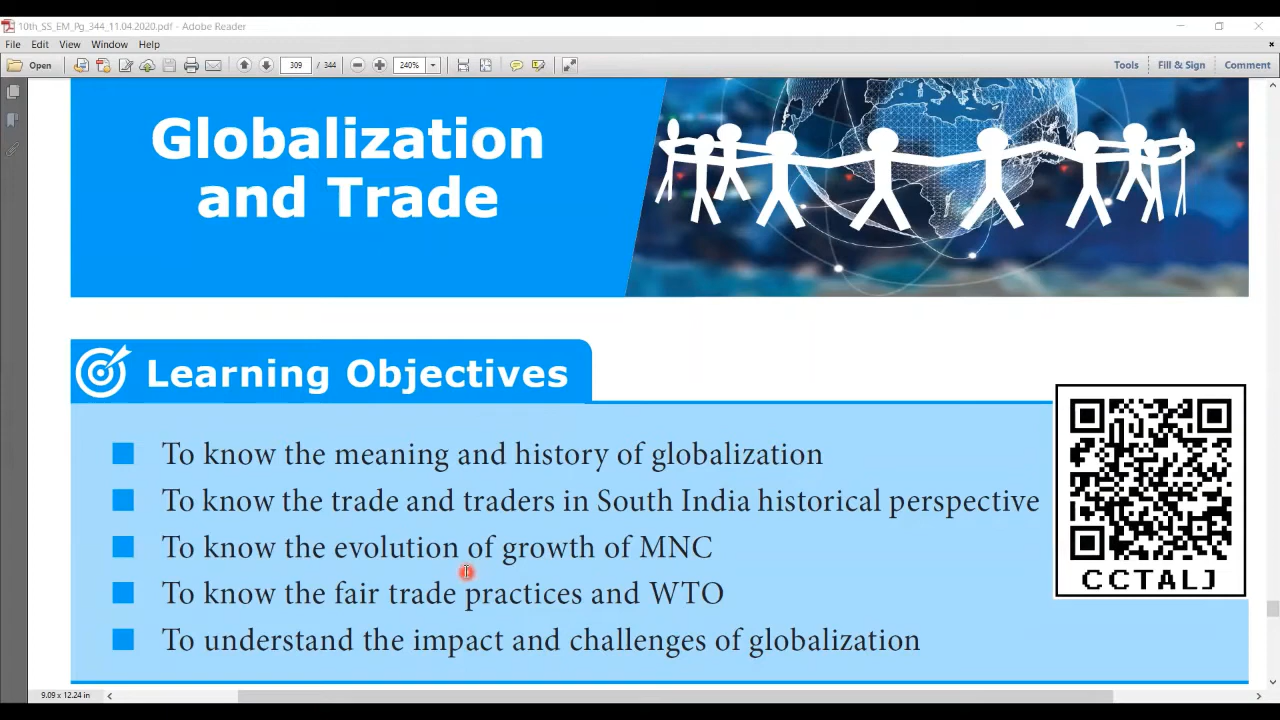 10th_SS_EM_Pg_344_11.04.2020.pdf - Adobe Reader
File Edit View Window Help
Open 309 / 344 240% Tools Fill & Sign Comment
Globalization
and Trade
Learning Objectives
To know the meaning and history of globalization
To know the trade and traders in South India historical perspective
To know the evolution of growth of MNC
To know the fair trade practices and WTO
To understand the impact and challenges of globalization
CCTALJ
9.09 x 12.24 in